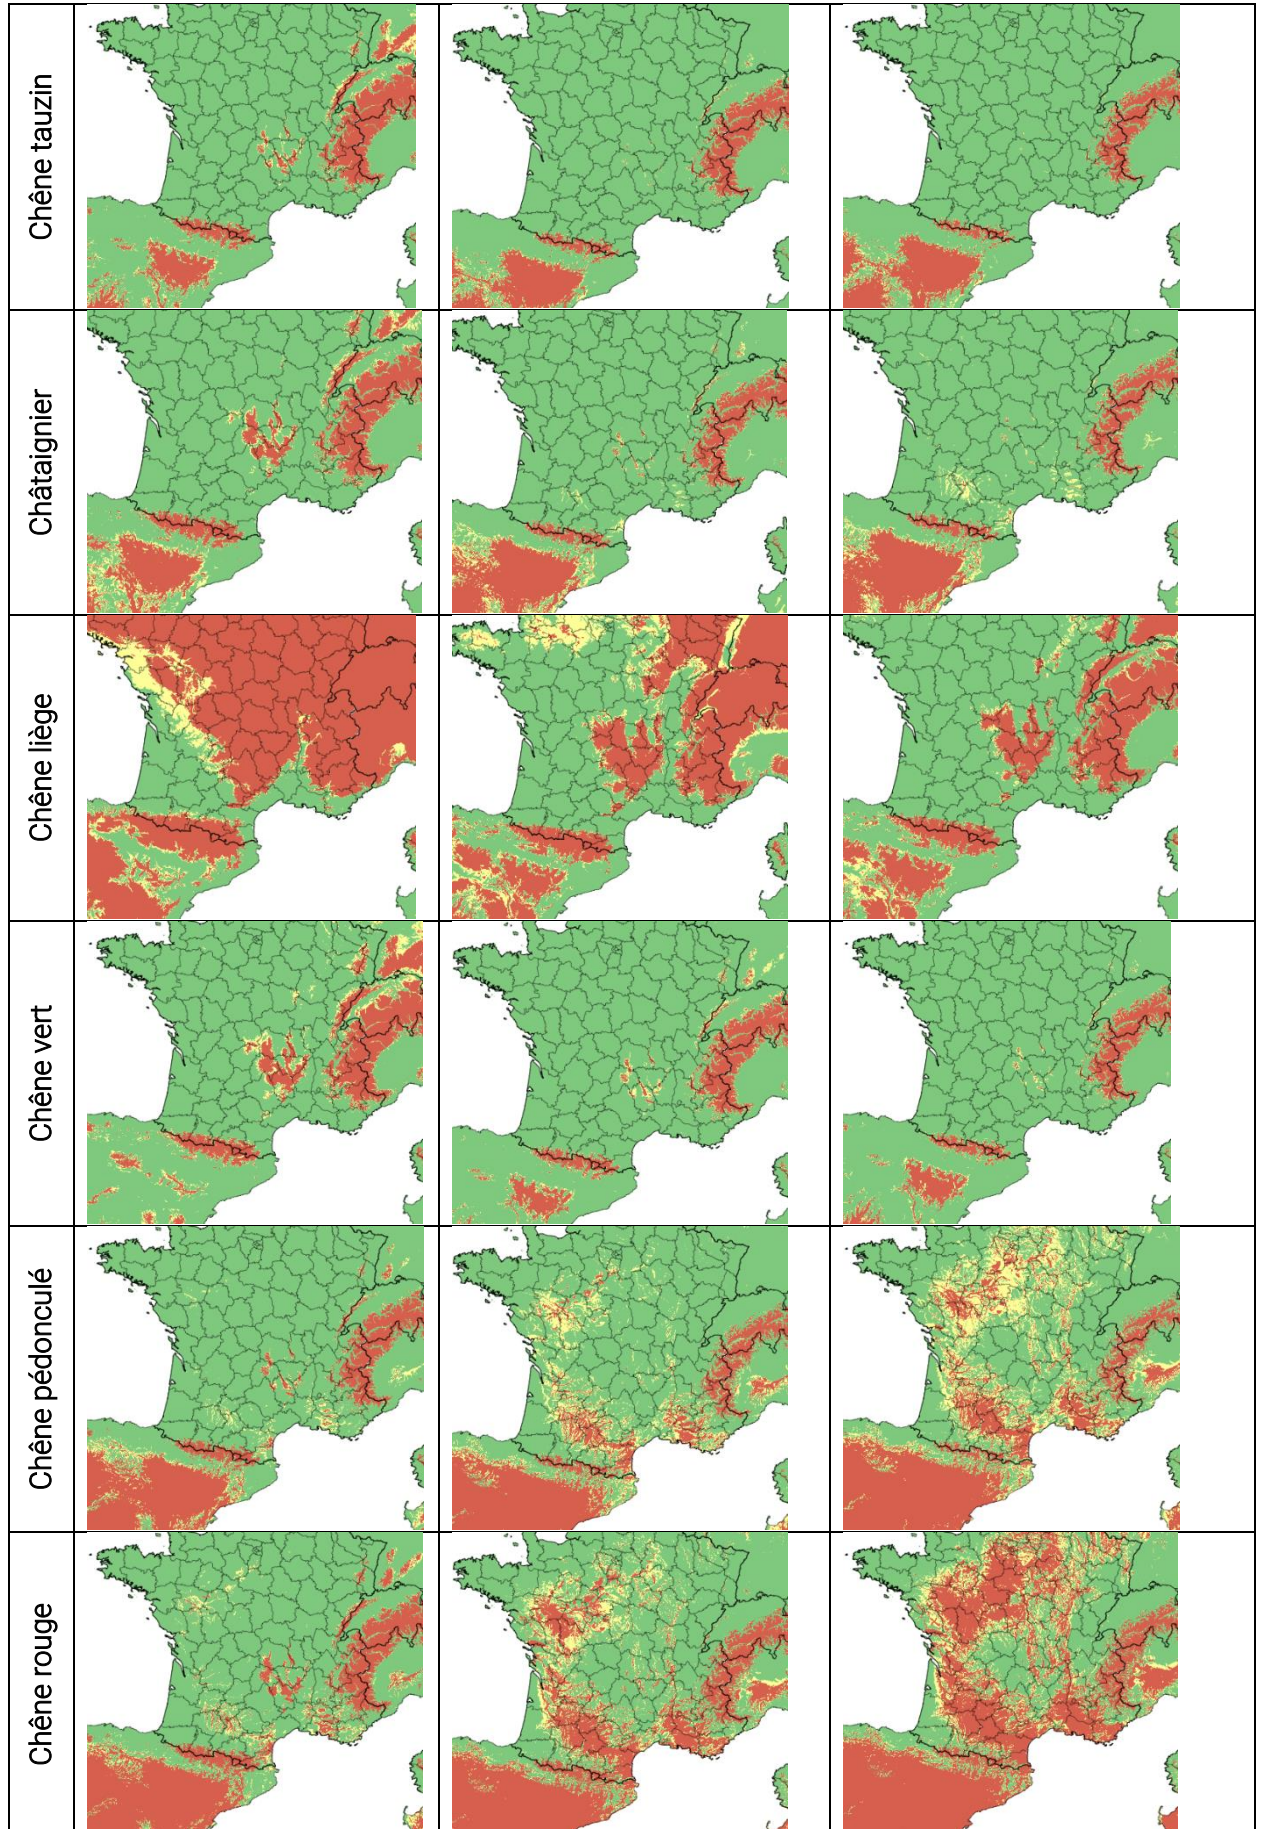 Chêne tauzin
Châtaignier
Chêne liège
Chêne vert
Chêne pédonculé
Chêne rouge